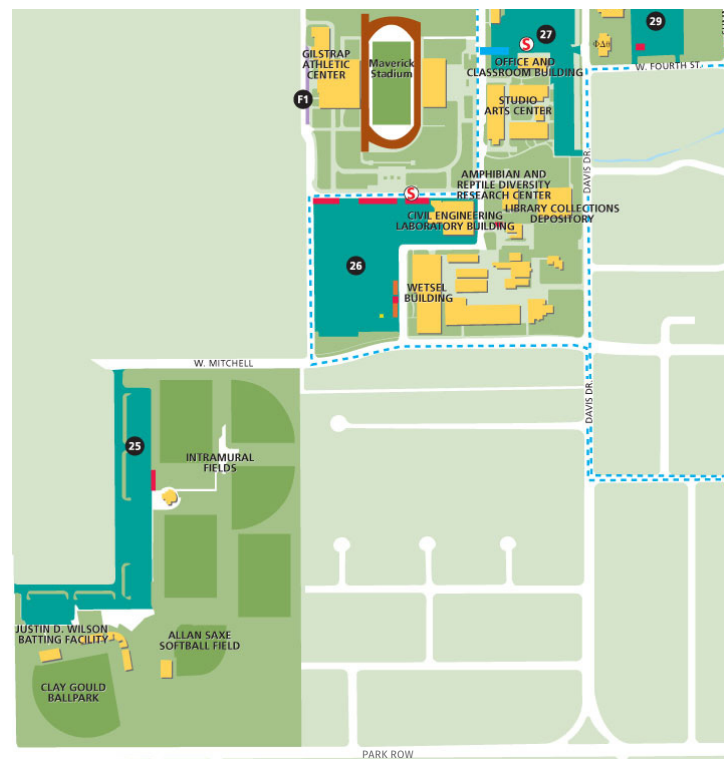 27
29
S
ΦΔθ
GILSTRAP
ATHLETIC
CENTER
Maverick
Stadium
OFFICE AND
CLASSROOM BUILDING
W. FOURTH ST.
F1
STUDIO
ARTS CENTER
DAVIS DR.
AMPHIBIAN AND
REPTILE DIVERSITY
RESEARCH CENTER
S
LIBRARY COLLECTIONS
DEPOSITORY
CIVIL ENGINEERING
LABORATORY BUILDING
26
WETSEL
BUILDING
W. MITCHELL
DAVIS DR.
25
INTRAMURAL
FIELDS
JUSTIN D. WILSON
BATTING FACILITY
ALLAN SAXE
SOFTBALL FIELD
CLAY GOULD
BALLPARK
PARK ROW